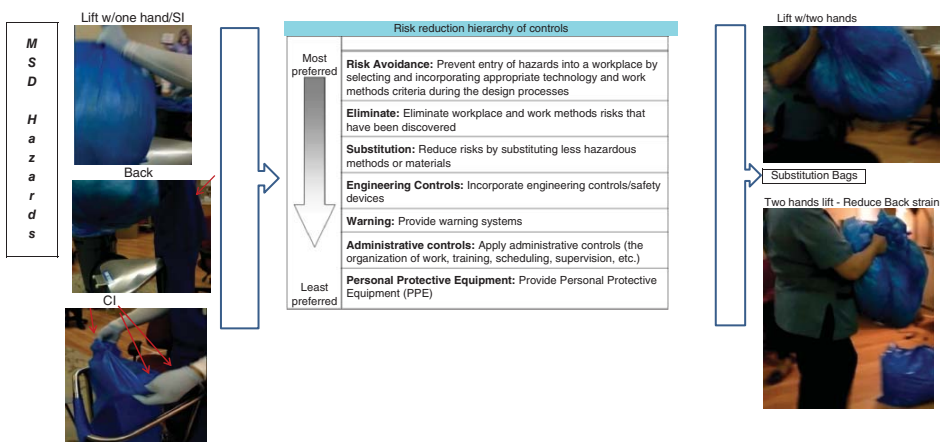 M
S
D
H
a
z
a
r
d
s
Lift w/one hand/SI
Back
CI
Risk reduction hierarchy of controls
Most
preferred
Least
preferred
Risk Avoidance: Prevent entry of hazards into a workplace by
selecting and incorporating appropriate technology and work
methods criteria during the design processes
Eliminate: Eliminate workplace and work methods risks that
have been discovered
Substitution: Reduce risks by substituting less hazardous
methods or materials
Engineering Controls: Incorporate engineering controls/safety
devices
Warning: Provide warning systems
Administrative controls: Apply administrative controls (the
organization of work, training, scheduling, supervision, etc.)
Personal Protective Equipment: Provide Personal Protective
Equipment (PPE)
Lift w/two hands
Substitution Bags
Two hands lift - Reduce Back strain